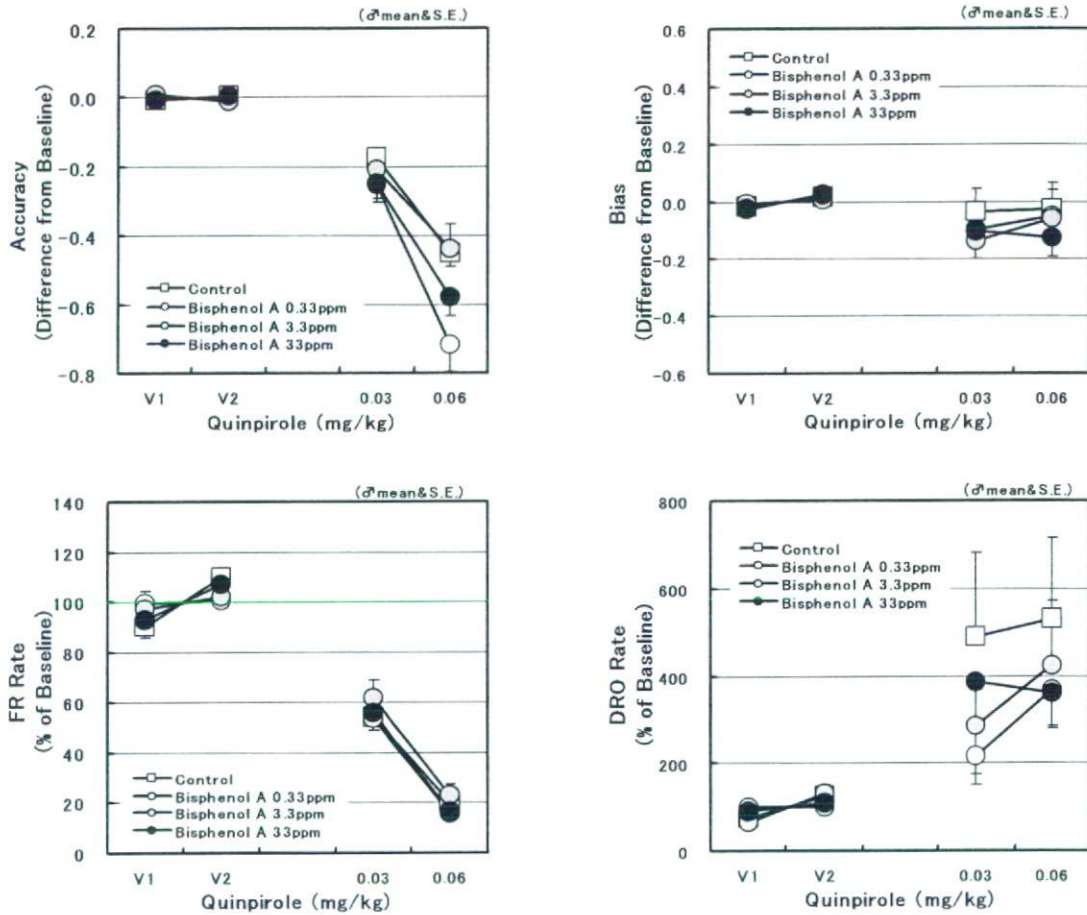 (♂mean&S.E.)
Accuracy
(Difference from Baseline)
0.2
0.0
-0.2
-0.4
-0.6
-0.8
Control
Bisphenol A 0.33ppm
Bisphenol A 3.3ppm
Bisphenol A 33ppm
V1 V2 0.03 0.06
Quinpirole (mg/kg)
(♂mean&S.E.)
Bias
(Difference from Baseline)
0.6
0.4
0.2
0.0
-0.2
-0.4
-0.6
Control
Bisphenol A 0.33ppm
Bisphenol A 3.3ppm
Bisphenol A 33ppm
V1 V2 0.03 0.06
Quinpirole (mg/kg)
(♂mean&S.E.)
FR Rate
(% of Baseline)
140
120
100
80
60
40
20
0
Control
Bisphenol A 0.33ppm
Bisphenol A 3.3ppm
Bisphenol A 33ppm
V1 V2 0.03 0.06
Quinpirole (mg/kg)
(♂mean&S.E.)
DRO Rate
(% of Baseline)
800
600
400
200
0
Control
Bisphenol A 0.33ppm
Bisphenol A 3.3ppm
Bisphenol A 33ppm
V1 V2 0.03 0.06
Quinpirole (mg/kg)